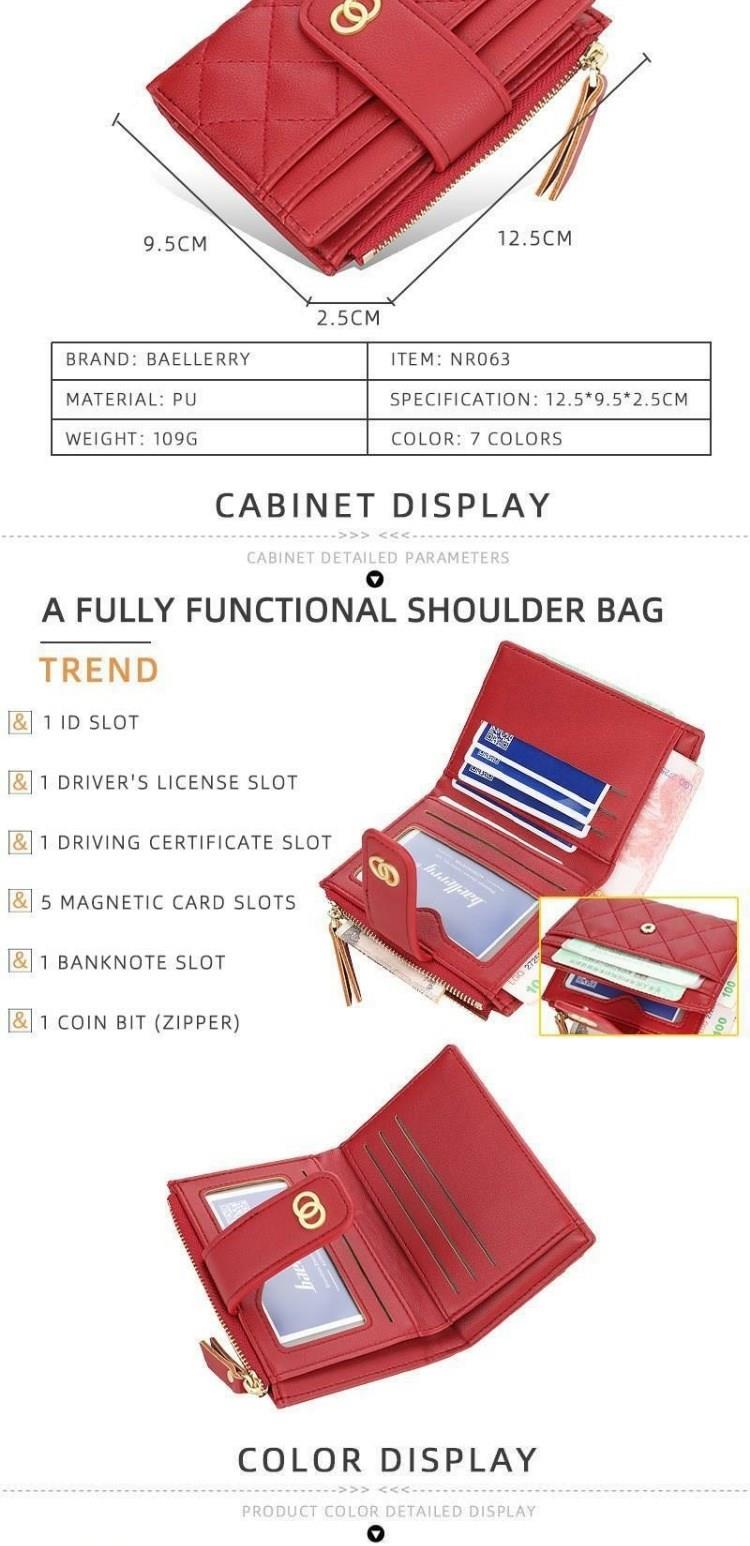 9.5CM
12.5CM
2.5CM
BRAND: BAELLERRY
ITEM: NR063
MATERIAL: PU
SPECIFICATION: 12.5*9.5*2.5CM
WEIGHT: 109G
COLOR: 7 COLORS
CABINET DISPLAY
>>> <<<
CABINET DETAILED PARAMETERS
A FULLY FUNCTIONAL SHOULDER BAG
TREND
& 1 ID SLOT
& 1 DRIVER'S LICENSE SLOT
& 1 DRIVING CERTIFICATE SLOT
& 5 MAGNETIC CARD SLOTS
& 1 BANKNOTE SLOT
& 1 COIN BIT (ZIPPER)
baellerry
100
100
COLOR DISPLAY
>>> <<<
PRODUCT COLOR DETAILED DISPLAY